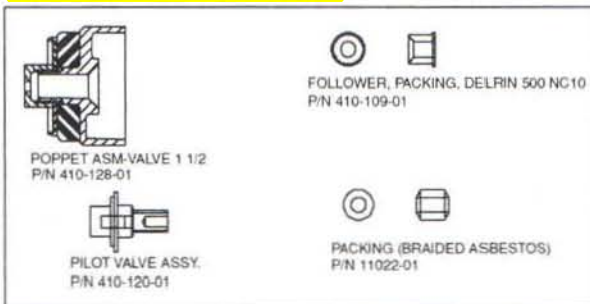 FOLLOWER, PACKING, DELRIN 500 NC10
P/N 410-109-01
POPPET ASM-VALVE 1 1/2
P/N 410-128-01
PACKING (BRAIDED ASBESTOS)
P/N 11022-01
PILOT VALVE ASSY.
P/N 410-120-01